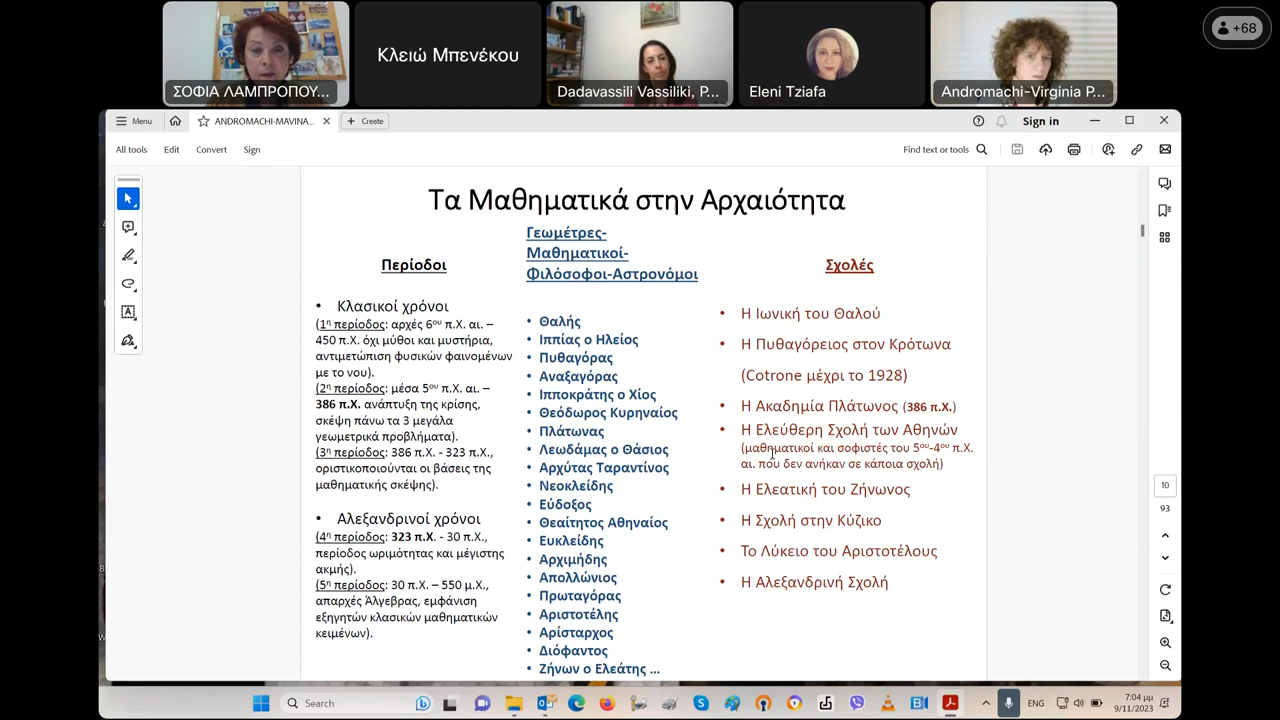 +68
ΣΟΦΙΑ ΛΑΜΠΡΟΠΟΥ...
Κλειώ Μπενέκου
Dadavassili Vassiliki, P...
Eleni Tziafa
Andromachi-Virginia P...
Menu
ANDROMACHI-MAVINA...
Create
Sign in
All tools
Edit
Convert
Sign
Find text or tools
Τα Μαθηματικά στην Αρχαιότητα
Περίοδοι
• Κλασικοί χρόνοι
(1η περίοδος: αρχές 6ου π.Χ. αι. –
450 π.Χ. όχι μύθοι και μυστήρια,
αντιμετώπιση φυσικών φαινομένων
με το νου).
(2η περίοδος: μέσα 5ου π.Χ. αι. –
386 π.Χ. ανάπτυξη της κρίσης,
σκέψη πάνω τα 3 μεγάλα
γεωμετρικά προβλήματα).
(3η περίοδος: 386 π.Χ. - 323 π.Χ.,
οριστικοποιούνται οι βάσεις της
μαθηματικής σκέψης).
• Αλεξανδρινοί χρόνοι
(4η περίοδος: 323 π.Χ. - 30 π.Χ.,
περίοδος ωριμότητας και μέγιστης
ακμής).
(5η περίοδος: 30 π.Χ. – 550 μ.Χ.,
απαρχές Άλγεβρας, εμφάνιση
εξηγητών κλασικών μαθηματικών
κειμένων).
Γεωμέτρες-
Μαθηματικοί-
Φιλόσοφοι-Αστρονόμοι
• Θαλής
• Ιππίας ο Ηλείος
• Πυθαγόρας
• Αναξαγόρας
• Ιπποκράτης ο Χίος
• Θεόδωρος Κυρηναίος
• Πλάτωνας
• Λεωδάμας ο Θάσιος
• Αρχύτας Ταραντίνος
• Νεοκλείδης
• Εύδοξος
• Θεαίτητος Αθηναίος
• Ευκλείδης
• Αρχιμήδης
• Απολλώνιος
• Πρωταγόρας
• Αριστοτέλης
• Αρίσταρχος
• Διόφαντος
• Ζήνων ο Ελεάτης ...
Σχολές
• Η Ιωνική του Θαλού
• Η Πυθαγόρειος στον Κρότωνα
(Cotrone μέχρι το 1928)
• Η Ακαδημία Πλάτωνος (386 π.Χ.)
• Η Ελεύθερη Σχολή των Αθηνών
(μαθηματικοί και σοφιστές του 5ου-4ου π.Χ.
αι. που δεν ανήκαν σε κάποια σχολή)
• Η Ελεατική του Ζήνωνος
• Η Σχολή στην Κύζικο
• Το Λύκειο του Αριστοτέλους
• Η Αλεξανδρινή Σχολή
10
93
Search
ENG
7:04 μμ
9/11/2023